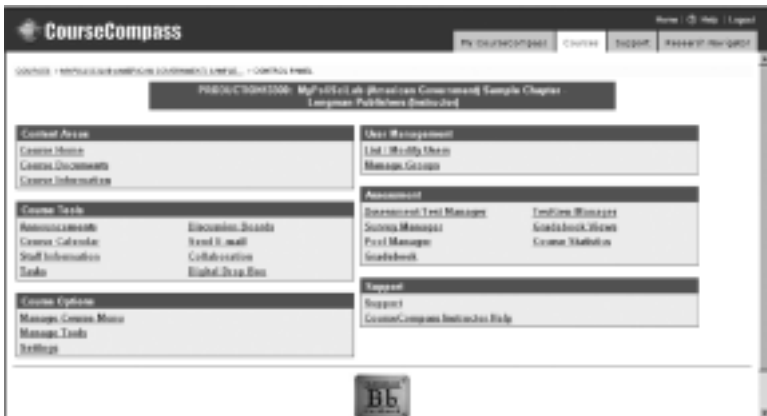 Home | Help | Logout
CourseCompass
My CourseCompass Courses Support Research Navigator
COURSES > > CONTROL PANEL
MyPoliSciLab (American Government) Sample Chapter -
Longman Publishers (Instructor)
Content Areas
Course Home
Course Documents
Course Information
Course Tools
Announcements Discussion Boards
Course Calendar Send E-mail
Staff Information Collaboration
Tasks Digital Drop Box
Course Options
Manage Course Menu
Manage Tools
Settings
User Management
List / Modify Users
Manage Groups
Assessment
Assessment Test Manager TestGen Manager
Survey Manager Gradebook Views
Pool Manager Course Statistics
Gradebook
Support
Support
CourseCompass Instructor Help
Bb